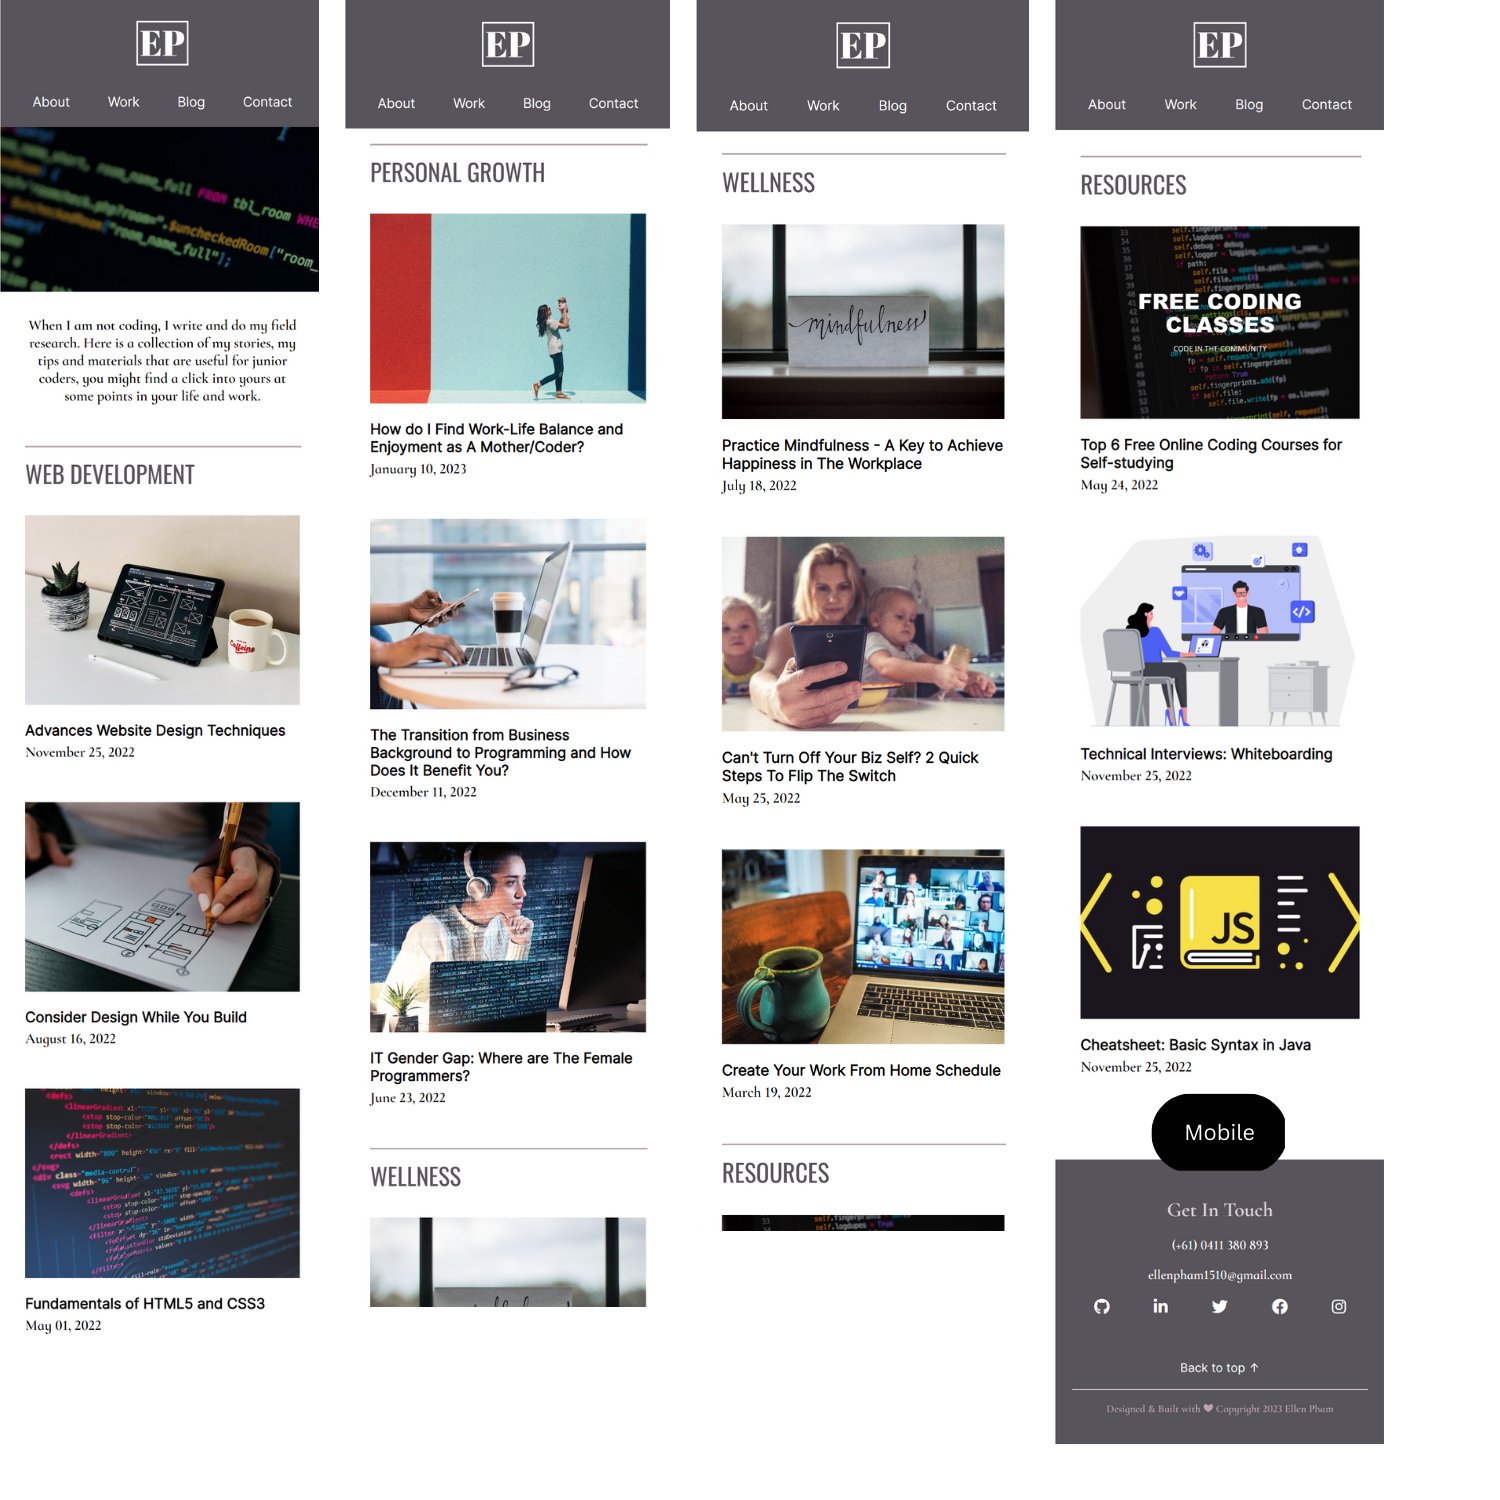 EP
About Work Blog Contact
room_name_full FROM tbl_room
$uncheckedRoom["room_
room_name_full"];
When I am not coding, I write and do my field
research. Here is a collection of my stories, my
tips and materials that are useful for junior
coders, you might find a click into yours at
some points in your life and work.
WEB DEVELOPMENT
Caffeine
Advances Website Design Techniques
November 25, 2022
Consider Design While You Build
August 16, 2022
Fundamentals of HTML5 and CSS3
May 01, 2022
EP
About Work Blog Contact
PERSONAL GROWTH
How do I Find Work-Life Balance and
Enjoyment as A Mother/Coder?
January 10, 2023
The Transition from Business
Background to Programming and How
Does It Benefit You?
December 11, 2022
IT Gender Gap: Where are The Female
Programmers?
June 23, 2022
WELLNESS
EP
About Work Blog Contact
WELLNESS
mindfulness
Practice Mindfulness - A Key to Achieve
Happiness in The Workplace
July 18, 2022
Can't Turn Off Your Biz Self? 2 Quick
Steps To Flip The Switch
May 25, 2022
Create Your Work From Home Schedule
March 19, 2022
RESOURCES
EP
About Work Blog Contact
RESOURCES
FREE CODING
CLASSES
CODE IN THE COMMUNITY
Top 6 Free Online Coding Courses for
Self-studying
May 24, 2022
</>
Technical Interviews: Whiteboarding
November 25, 2022
JS
Cheatsheet: Basic Syntax in Java
November 25, 2022
Mobile
Get In Touch
(+61) 0411 380 893
ellenpham1510@gmail.com
Back to top ↑
Designed & Built with ❤ Copyright 2023 Ellen Pham